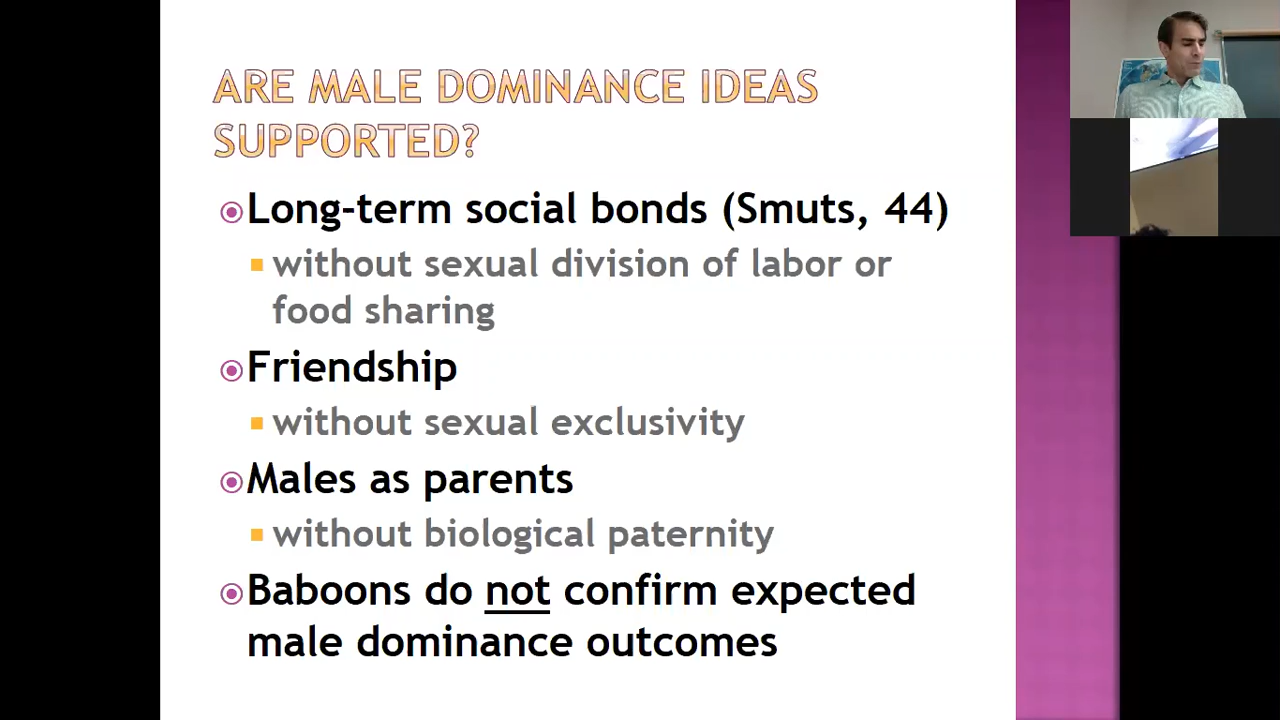 ARE MALE DOMINANCE IDEAS
SUPPORTED?
Long-term social bonds (Smuts, 44)
without sexual division of labor or
food sharing
Friendship
without sexual exclusivity
Males as parents
without biological paternity
Baboons do not confirm expected
male dominance outcomes